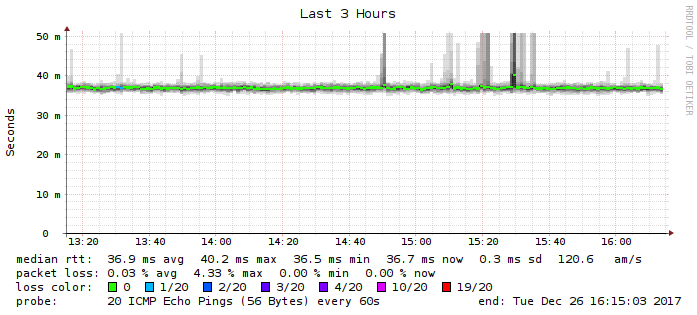 Last 3 Hours
RRDTOOL / TOBI OETIKER
Seconds
50 m
40 m
30 m
20 m
10 m
0
13:20 13:40 14:00 14:20 14:40 15:00 15:20 15:40 16:00
median rtt: 36.9 ms avg 40.2 ms max 36.5 ms min 36.7 ms now 0.3 ms sd 120.6 am/s
packet loss: 0.03 % avg 4.33 % max 0.00 % min 0.00 % now
loss color: 0 1/20 2/20 3/20 4/20 10/20 19/20
probe: 20 ICMP Echo Pings (56 Bytes) every 60s end: Tue Dec 26 16:15:03 2017